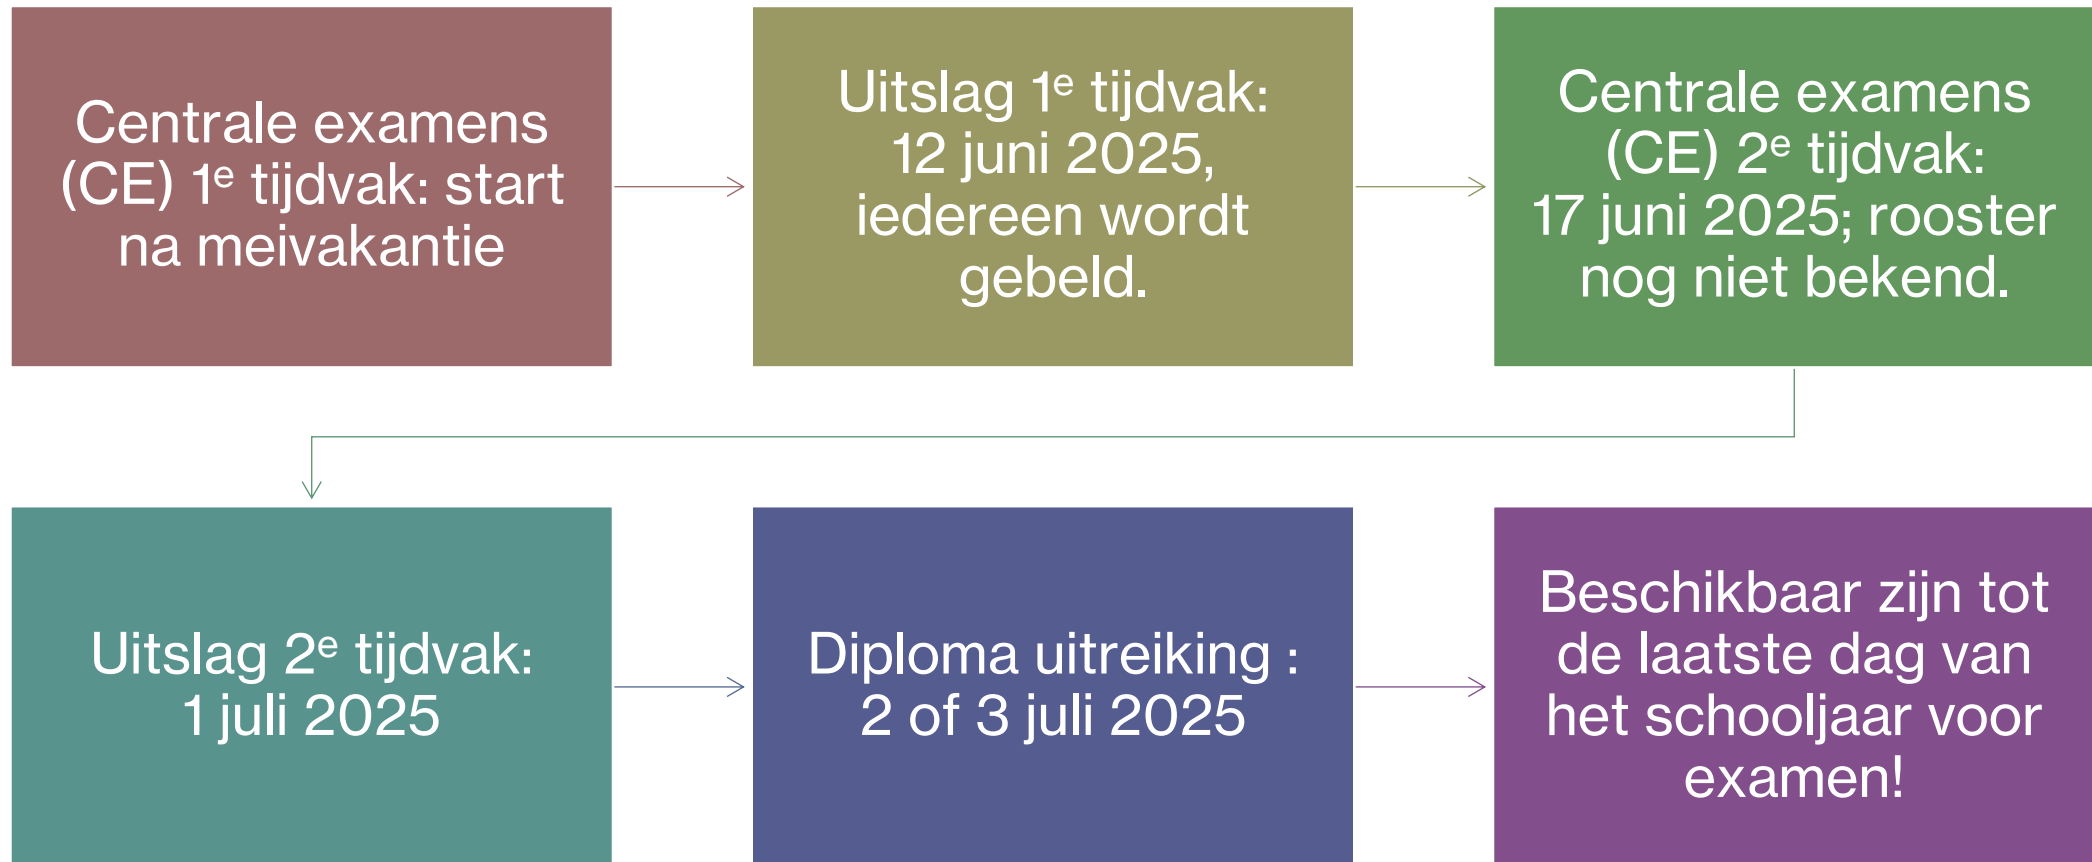 Centrale examens
(CE) 1e tijdvak: start
na meivakantie
Uitslag 1e tijdvak:
12 juni 2025,
iedereen wordt
gebeld.
Centrale examens
(CE) 2e tijdvak:
17 juni 2025; rooster
nog niet bekend.
Uitslag 2e tijdvak:
1 juli 2025
Diploma uitreiking :
2 of 3 juli 2025
Beschikbaar zijn tot
de laatste dag van
het schooljaar voor
examen!